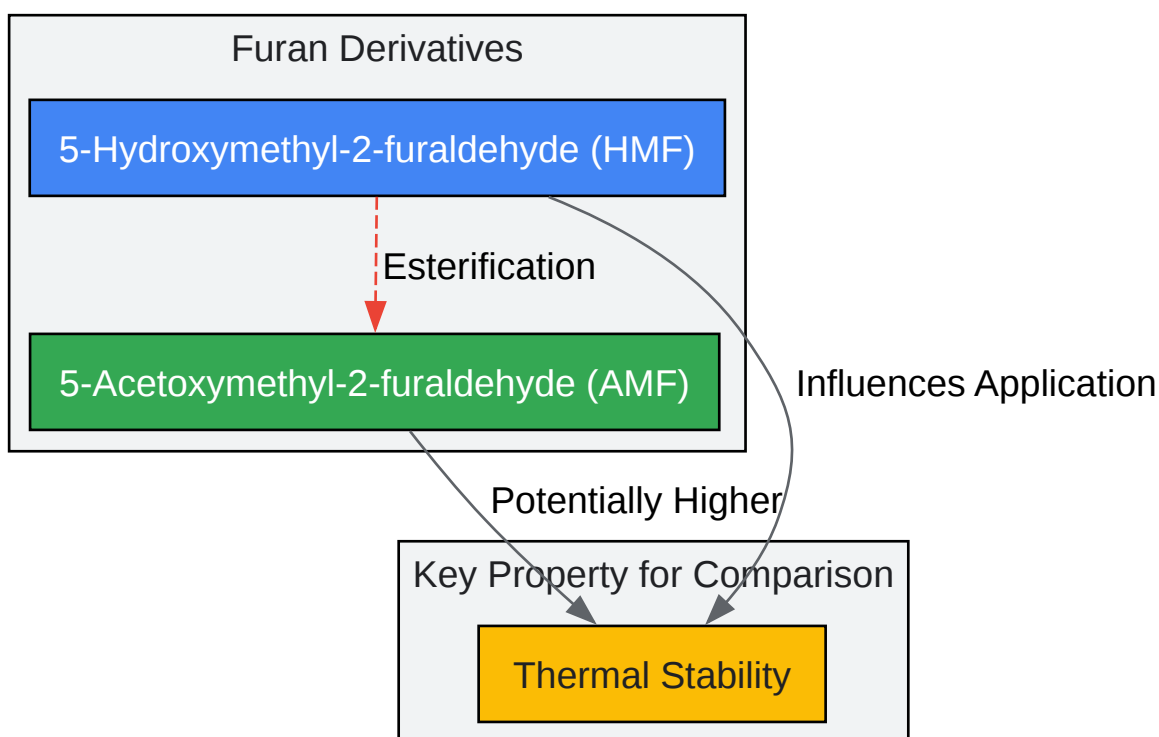 Furan Derivatives
5-Hydroxymethyl-2-furaldehyde (HMF)
Esterification
5-Acetoxymethyl-2-furaldehyde (AMF)
Influences Application
Potentially Higher
Key Property for Comparison
Thermal Stability